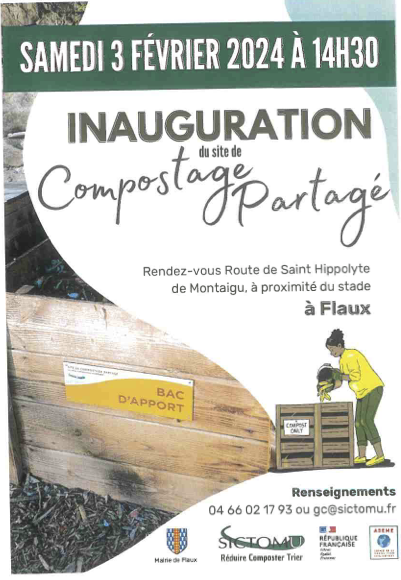 SAMEDI 3 FÉVRIER 2024 À 14H30
INAUGURATION
du site de
Compostage
Partagé
Rendez-vous Route de Saint Hippolyte
de Montaigu, à proximité du stade
à Flaux
BAC
D'APPORT
COMPOST
ONLY
Renseignements
04 66 02 17 93 ou gc@sictomu.fr
Mairie de Flaux
SICTOMU
Réduire Composter Trier
RÉPUBLIQUE
FRANÇAISE
ADEME